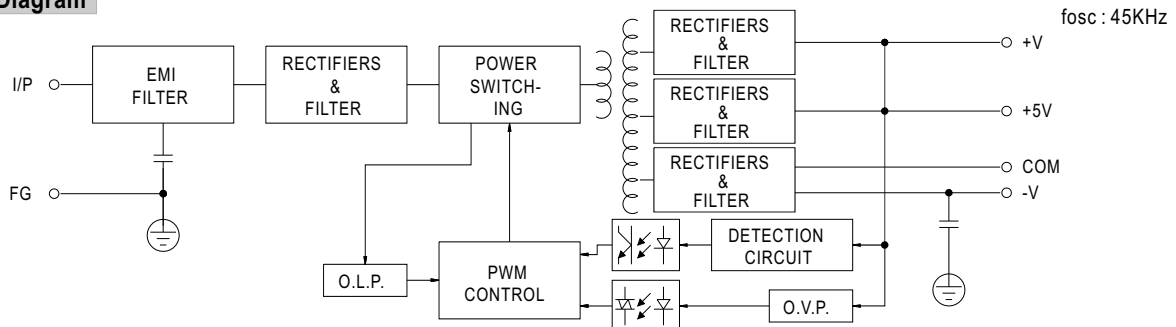 Diagram
fosc : 45KHz
I/P
EMI
FILTER
RECTIFIERS
&
FILTER
POWER
SWITCH-
ING
RECTIFIERS
&
FILTER
+V
RECTIFIERS
&
FILTER
+5V
RECTIFIERS
&
FILTER
COM
-V
FG
O.L.P.
PWM
CONTROL
DETECTION
CIRCUIT
O.V.P.